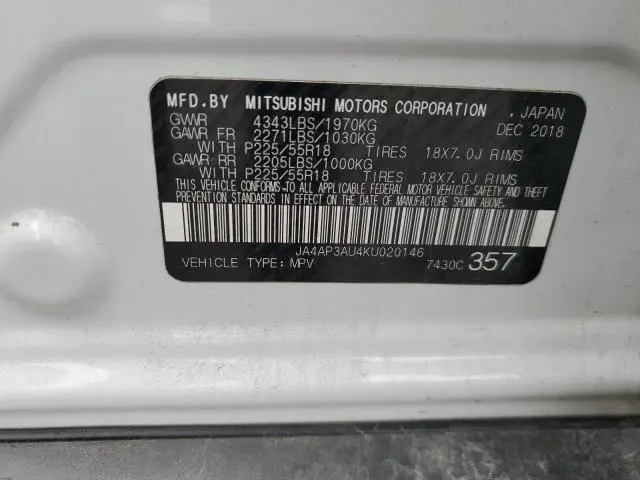 MFD.BY MITSUBISHI MOTORS CORPORATION , JAPAN
GVWR 4343LBS/1970KG DEC 2018
GAWR FR 2271LBS/1030KG
WITH P225/55R18 TIRES 18X7.0J RIMS
GAWR RR 2205LBS/1000KG
WITH P225/55R18 TIRES 18X7.0J RIMS
THIS VEHICLE CONFORMS TO ALL APPLICABLE FEDERAL MOTOR VEHICLE SAFETY AND THEFT
PREVENTION STANDARDS IN EFFECT ON THE DATE OF MANUFACTURE SHOWN ABOVE.
JA4AP3AU4KU020146
VEHICLE TYPE: MPV 7430C 357